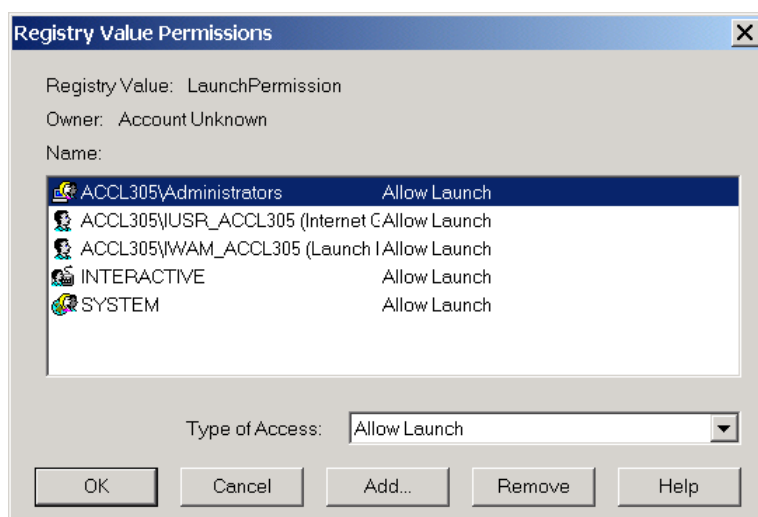 Registry Value Permissions
Registry Value: LaunchPermission
Owner: Account Unknown
Name:
ACCL305\Administrators Allow Launch
ACCL305\IUSR_ACCL305 (Internet G Allow Launch
ACCL305\IWAM_ACCL305 (Launch I Allow Launch
INTERACTIVE Allow Launch
SYSTEM Allow Launch
Type of Access: Allow Launch
OK Cancel Add... Remove Help